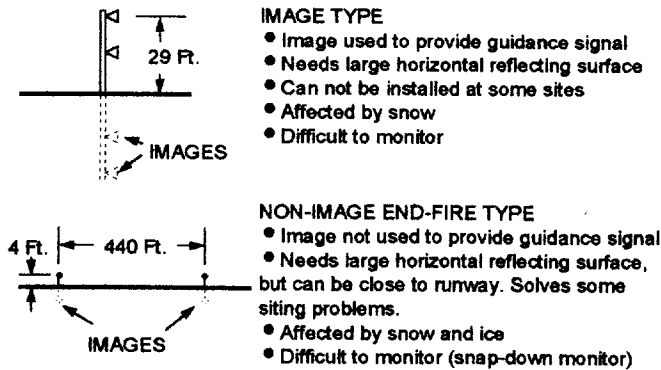 IMAGE TYPE
• Image used to provide guidance signal
29 Ft.
• Needs large horizontal reflecting surface
• Can not be installed at some sites
• Affected by snow
• Difficult to monitor
IMAGES
NON-IMAGE END-FIRE TYPE
• Image not used to provide guidance signal
4 Ft.
440 Ft.
• Needs large horizontal reflecting surface,
but can be close to runway. Solves some
siting problems.
• Affected by snow and ice
IMAGES
• Difficult to monitor (snap-down monitor)